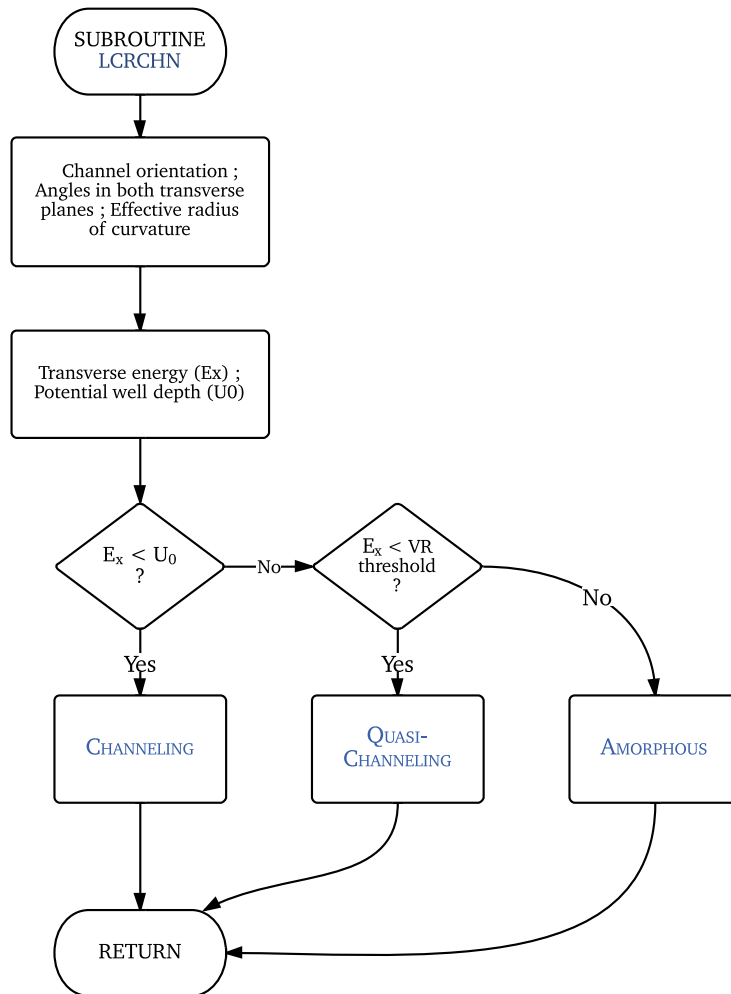 SUBROUTINE
LCRCHN
Channel orientation ;
Angles in both transverse
planes ; Effective radius
of curvature
Transverse energy (Ex) ;
Potential well depth (U0)
Eₓ < U₀
?
No
Eₓ < VR
threshold
?
No
Yes
Yes
CHANNELING
QUASI-
CHANNELING
AMORPHOUS
RETURN